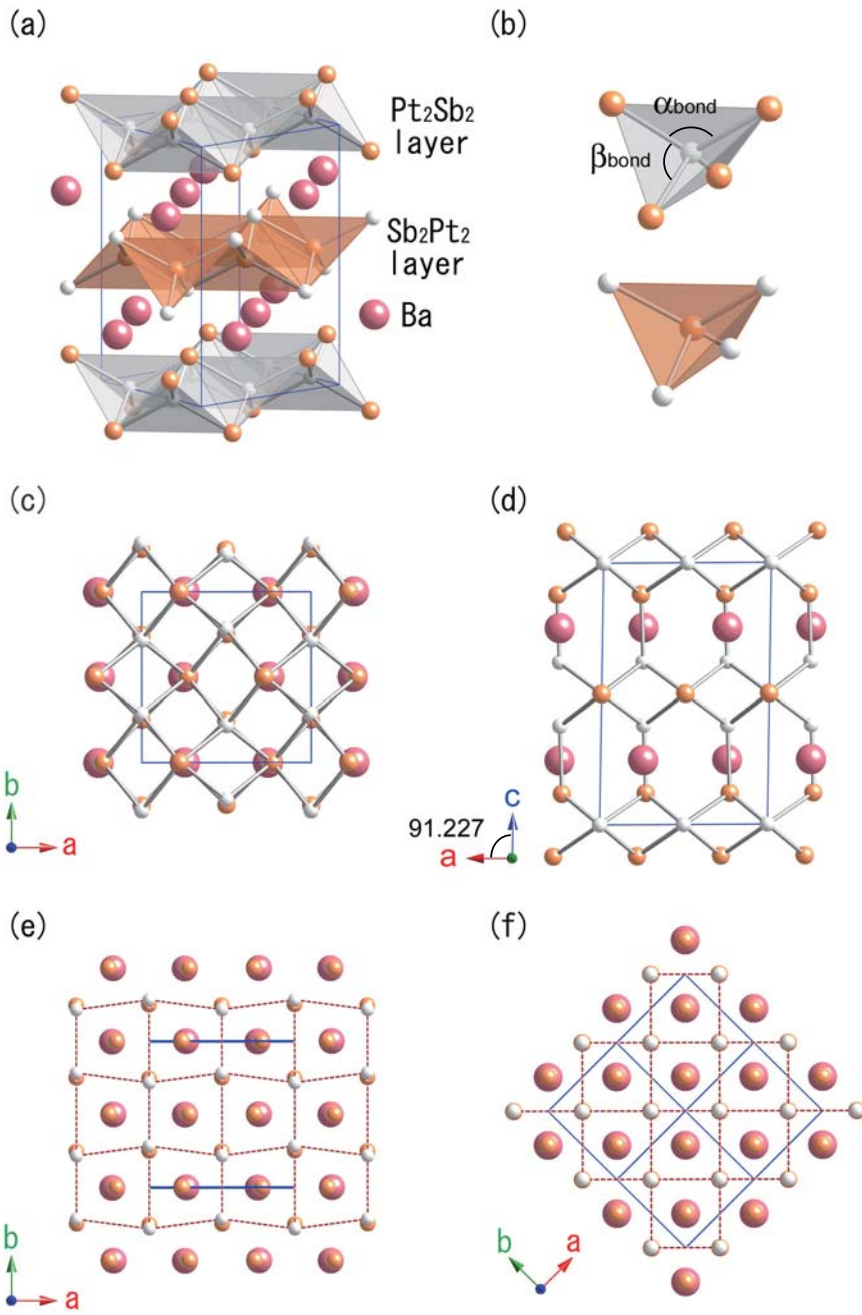 (a)
Pt₂Sb₂
layer
Sb₂Pt₂
layer
Ba
(b)
αbond
βbond
(c)
b
a
(d)
91.227
c
a
(e)
b
a
(f)
b
a